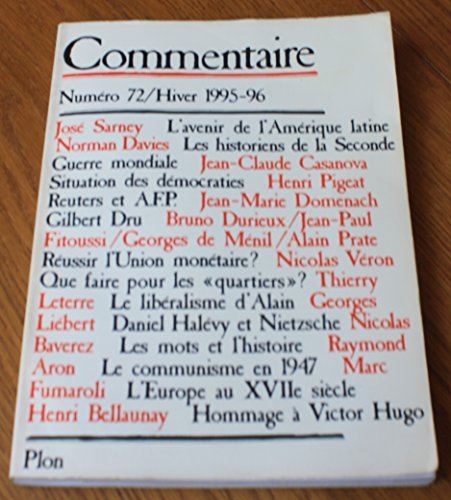 Commentaire
Numéro 72/Hiver 1995-96
José Sarney L'avenir de l'Amérique latine
Norman Davies Les historiens de la Seconde
Guerre mondiale Jean-Claude Casanova
Situation des démocraties Henri Pigeat
Reuters et A.F.P. Jean-Marie Domenach
Gilbert Dru Bruno Durieux/Jean-Paul
Fitoussi/Georges de Ménil/Alain Prate
Réussir l'Union monétaire? Nicolas Véron
Que faire pour les «quartiers»? Thierry
Leterre Le libéralisme d'Alain Georges
Liébert Daniel Halévy et Nietzsche Nicolas
Baverez Les mots et l'histoire Raymond
Aron Le communisme en 1947 Marc
Fumaroli L'Europe au XVIIe siècle
Henri Bellaunay Hommage à Victor Hugo
Plon